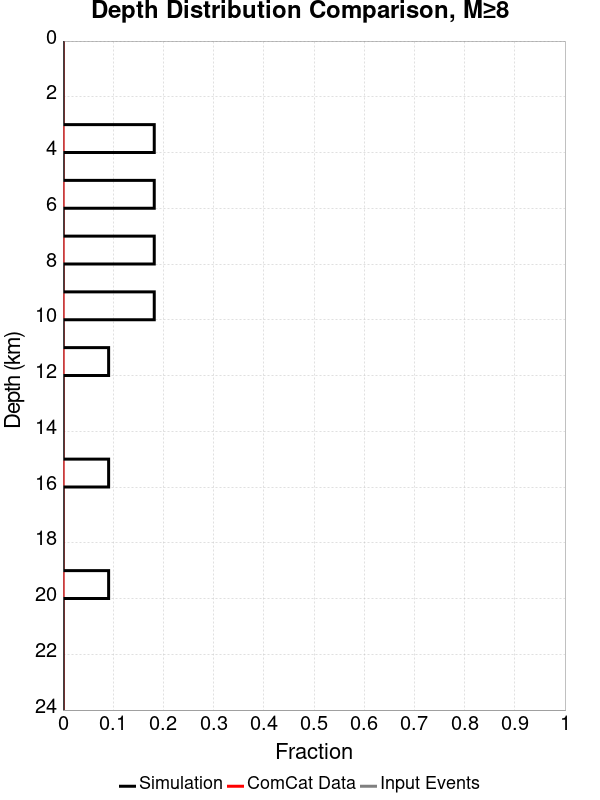 Depth Distribution Comparison, M≥8
0
2
4
6
8
10
12
14
16
18
20
22
24
Depth (km)
0 0.1 0.2 0.3 0.4 0.5 0.6 0.7 0.8 0.9 1
Fraction
Simulation ComCat Data Input Events